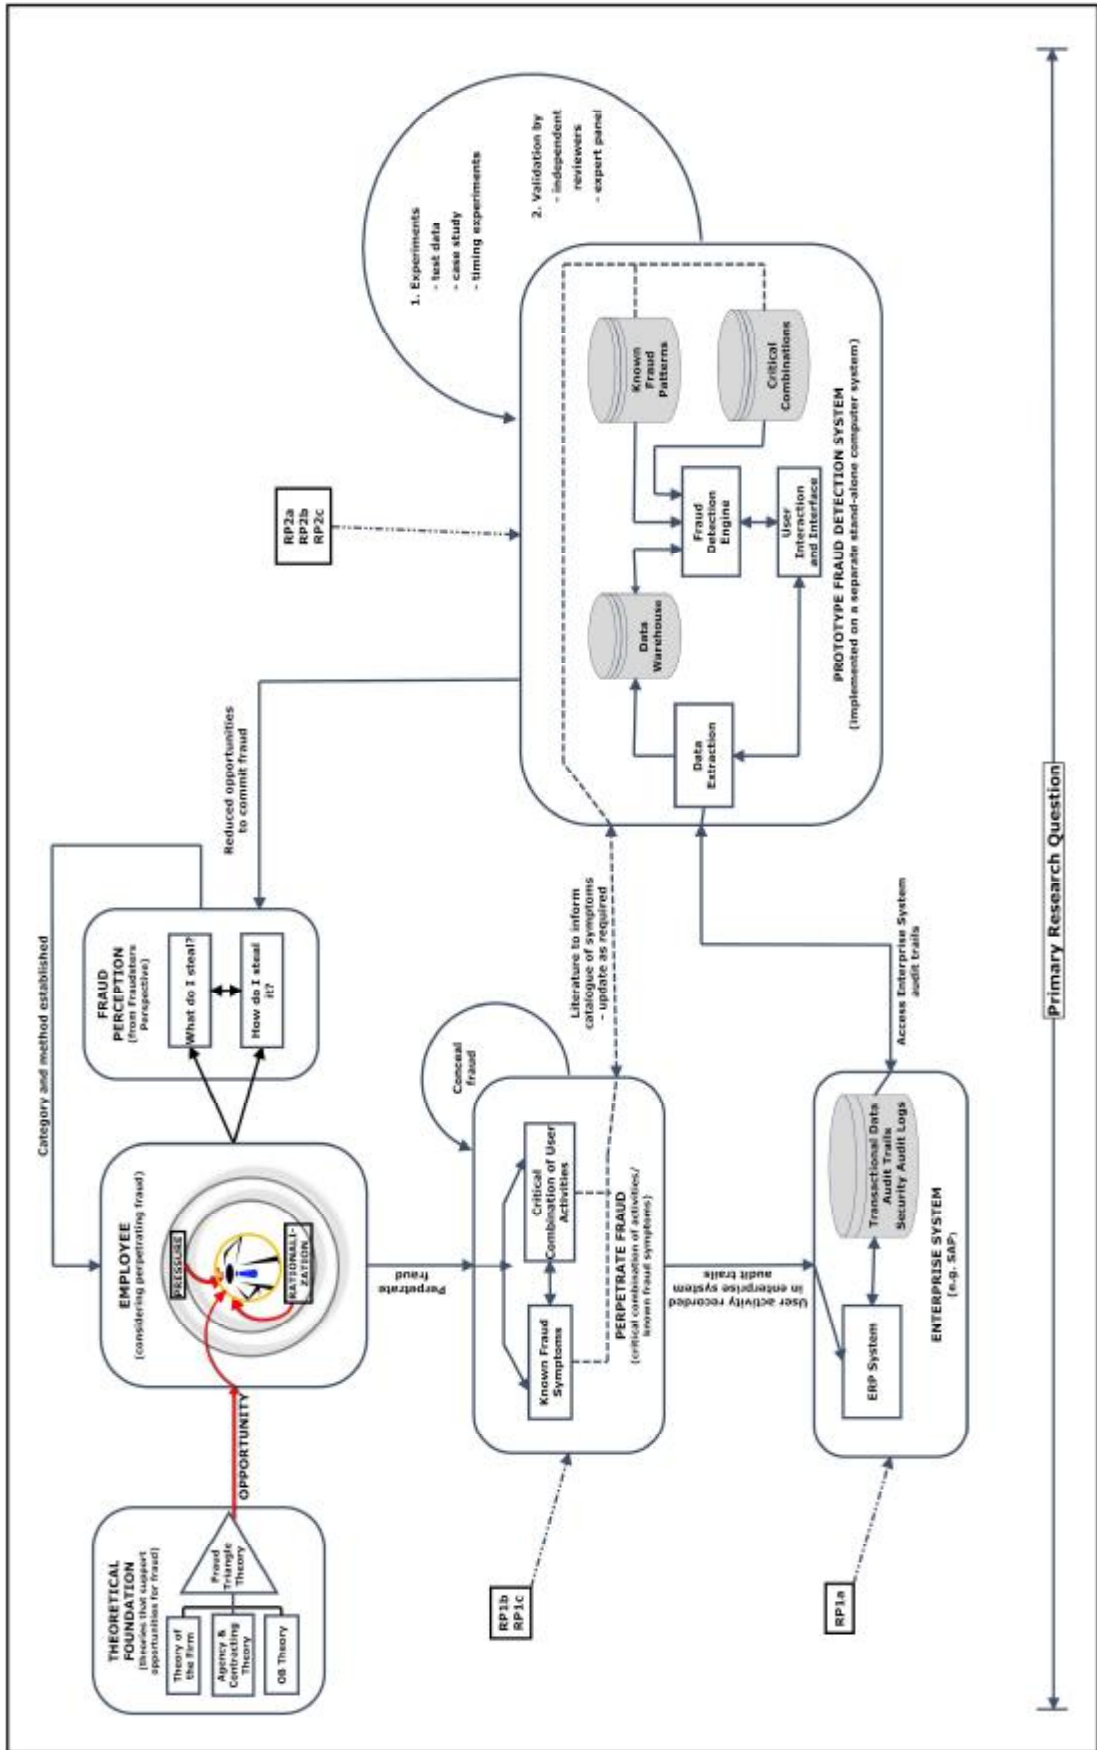 THEORETICAL
FOUNDATION
(theories that support
opportunities for fraud)
Theory of
the Firm
Agency &
Contracting
Theory
OB Theory
Fraud
Triangle
Theory
OPPORTUNITY
EMPLOYEE
(considering perpetrating fraud)
PRESSURE
RATIONALI-
ZATION
Category and method established
FRAUD
PERCEPTION
(from Fraudsters
Perspective)
What do I steal?
How do I steal
it?
Reduced opportunities
to commit fraud
Perpetrate
fraud
RP1b
RP1c
Known Fraud
Symptoms
Critical
Combination of User
Activities
PERPETRATE FRAUD
(critical combination of activities/
known fraud symptoms)
Conceal
fraud
Literature to inform
catalogue of symptoms
- update as required
User activity recorded
in enterprise system
audit trails
RP1a
ERP System
Transactional Data
Audit Trails
Security Audit Logs
ENTERPRISE SYSTEM
(e.g. SAP)
Access Enterprise System
audit trails
RP2a
RP2b
RP2c
1. Experiments
- test data
- case study
- timing experiments
2. Validation by
- independent
reviewers
- expert panel
Data
Extraction
Data
Warehouse
Fraud
Detection
Engine
User
Interaction
and Interface
Known
Fraud
Patterns
Critical
Combinations
PROTOTYPE FRAUD DETECTION SYSTEM
(implemented on a separate stand-alone computer system)
Primary Research Question